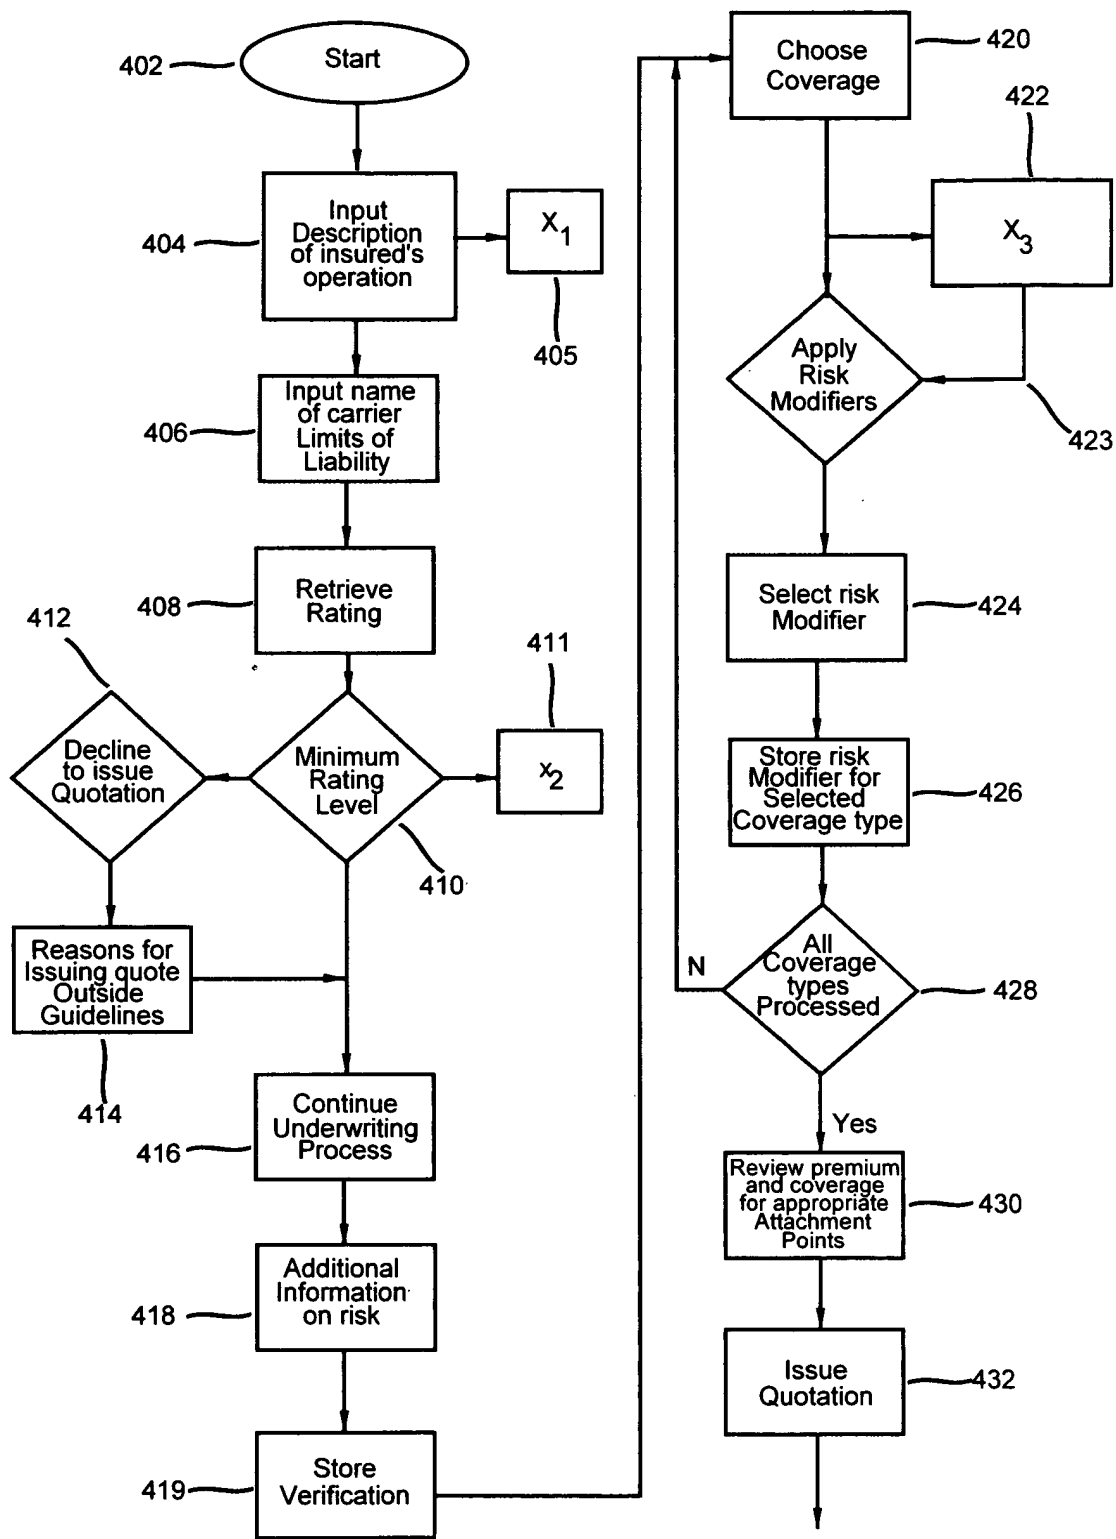 402
Start
404
Input
Description
of insured's
operation
X1
405
406
Input name
of carrier
Limits of
Liability
408
Retrieve
Rating
412
Decline
to issue
Quotation
Minimum
Rating
Level
410
411
x2
Reasons for
Issuing quote
Outside
Guidelines
414
416
Continue
Underwriting
Process
418
Additional
Information
on risk
419
Store
Verification
Choose
Coverage
420
422
X3
Apply
Risk
Modifiers
423
Select risk
Modifier
424
Store risk
Modifier for
Selected
Coverage type
426
N
All
Coverage
types
Processed
428
Yes
Review premium
and coverage
for appropriate
Attachment
Points
430
Issue
Quotation
432